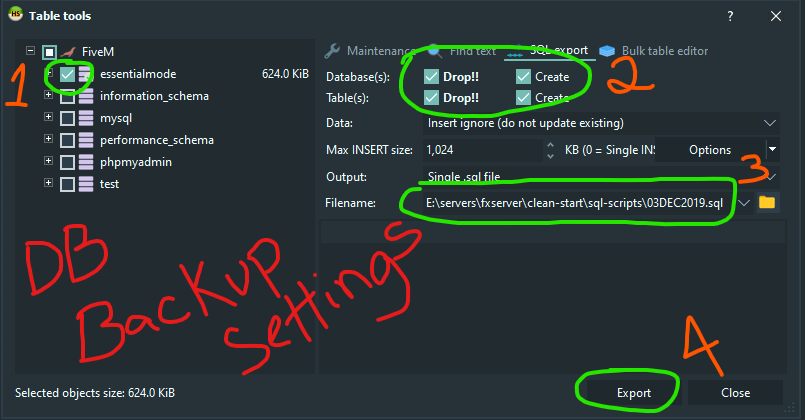 HS Table tools ? ×
FiveM
Maintenance Find text SQL export Bulk table editor
1 essentialmode 624.0 KiB
Database(s): Drop!! Create 2
information_schema
Table(s): Drop!! Create
mysql
Data: Insert ignore (do not update existing)
performance_schema
Max INSERT size: 1,024 KB (0 = Single INS Options
phpmyadmin
Output: Single .sql file 3
test
Filename: E:\servers\fxserver\clean-start\sql-scripts\03DEC2019.sql
DB
Backup
settings
4
Selected objects size: 624.0 KiB Export Close